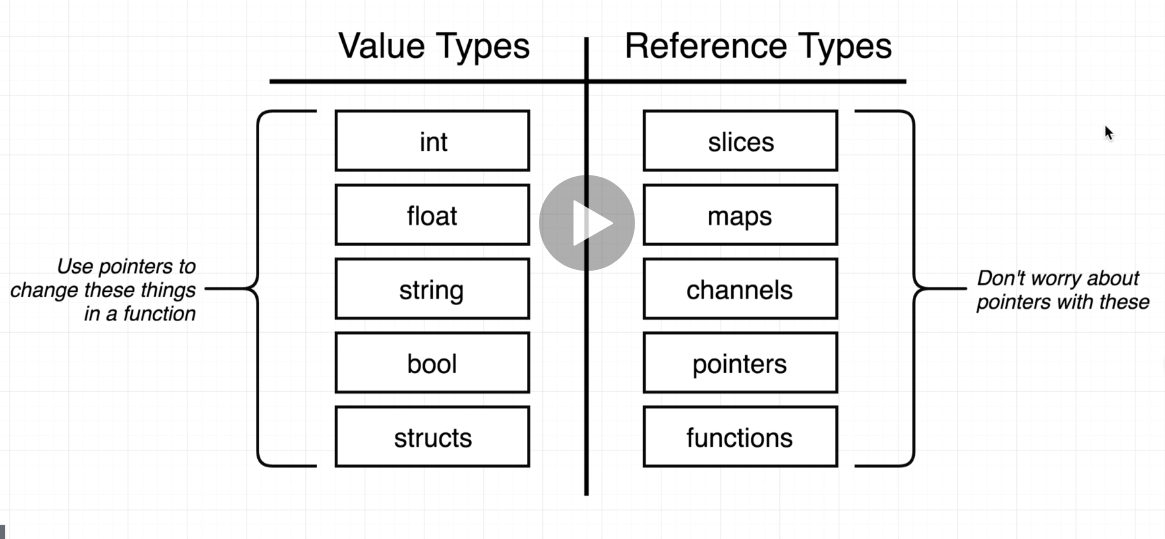 Value Types
Reference Types
int
slices
float
maps
string
channels
bool
pointers
structs
functions
Use pointers to
change these things
in a function
Don't worry about
pointers with these